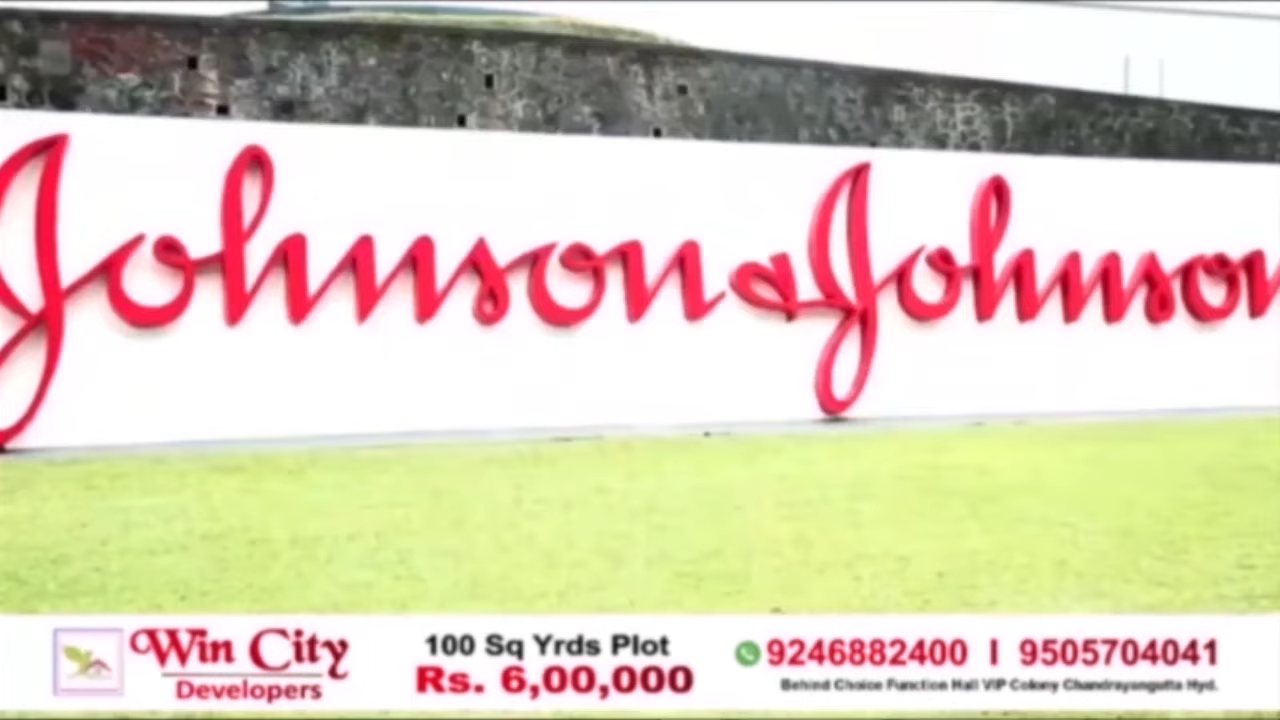 Johnson & Johnson
Win City
Developers
100 Sq Yrds Plot
Rs. 6,00,000
9246882400 | 9505704041
Behind Choice Function Hall VIP Colony Chandrayangutta Hyd.